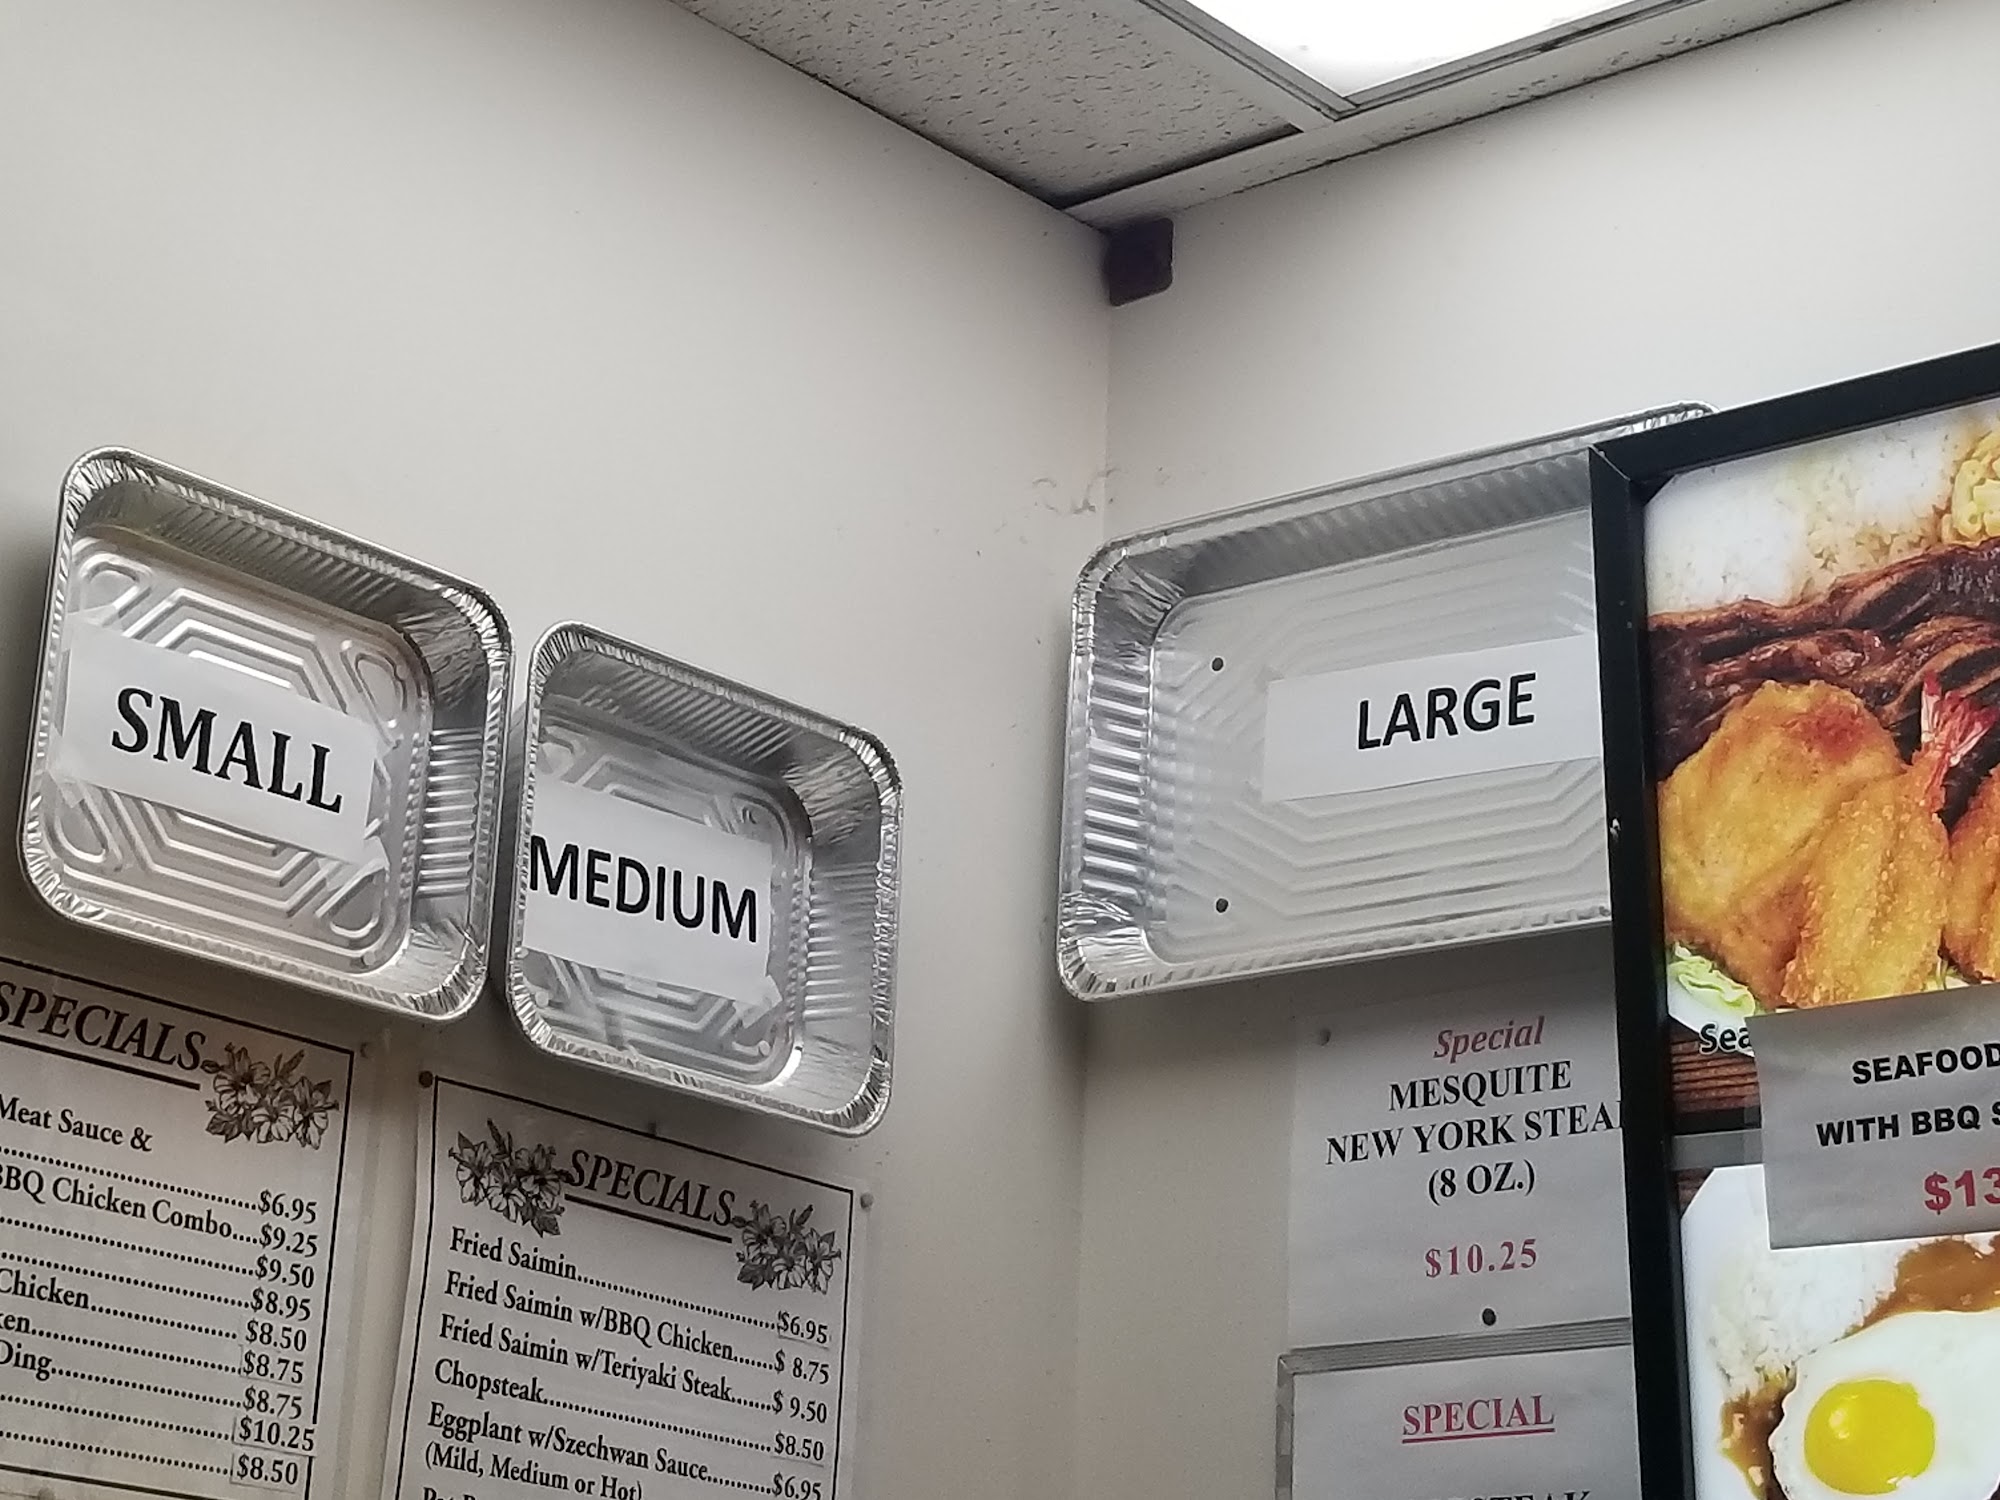 SMALL
MEDIUM
LARGE
SPECIALS
Meat Sauce &
$6.95
BBQ Chicken Combo....$9.25
$9.50
$8.95
Chicken $8.50
$8.75
Ding $8.75
$10.25
$8.50
SPECIALS
Fried Saimin $6.95
Fried Saimin w/BBQ Chicken.......$ 8.75
Fried Saimin w/Teriyaki Steak......$ 9.50
Chopsteak $8.50
Eggplant w/Szechwan Sauce $6.95
(Mild, Medium or Hot)
Special
MESQUITE
NEW YORK STEA
(8 OZ.)
$10.25
SPECIAL
STEAK
Sea
SEAFOOD
WITH BBQ S
$13